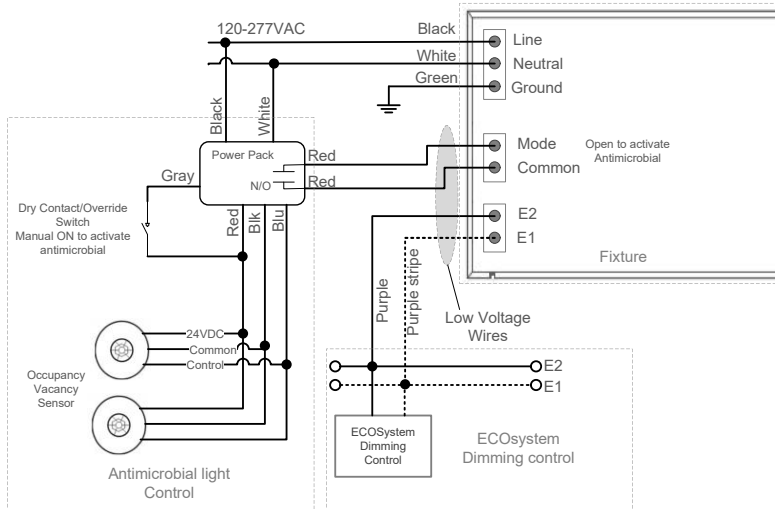 120-277VAC
Black
White
Green
Line
Neutral
Ground
Black
White
Power Pack
N/O
Red
Red
Mode
Common
Open to activate
Antimicrobial
Gray
Red
Blk
Blu
Dry Contact/Override
Switch
Manual ON to activate
antimicrobial
E2
E1
Fixture
Purple
Purple stripe
Low Voltage
Wires
24VDC
Common
Control
Occupancy
Vacancy
Sensor
E2
E1
ECOSystem
Dimming
Control
ECOsystem
Dimming control
Antimicrobial light
Control